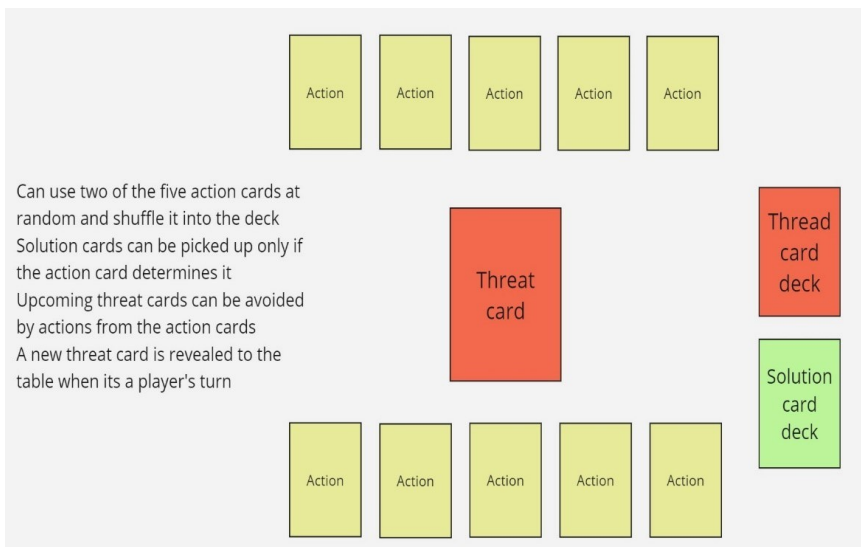 Action
Action
Action
Action
Action
Can use two of the five action cards at
random and shuffle it into the deck
Solution cards can be picked up only if
the action card determines it
Upcoming threat cards can be avoided
by actions from the action cards
A new threat card is revealed to the
table when its a player's turn
Threat
card
Thread
card
deck
Solution
card
deck
Action
Action
Action
Action
Action